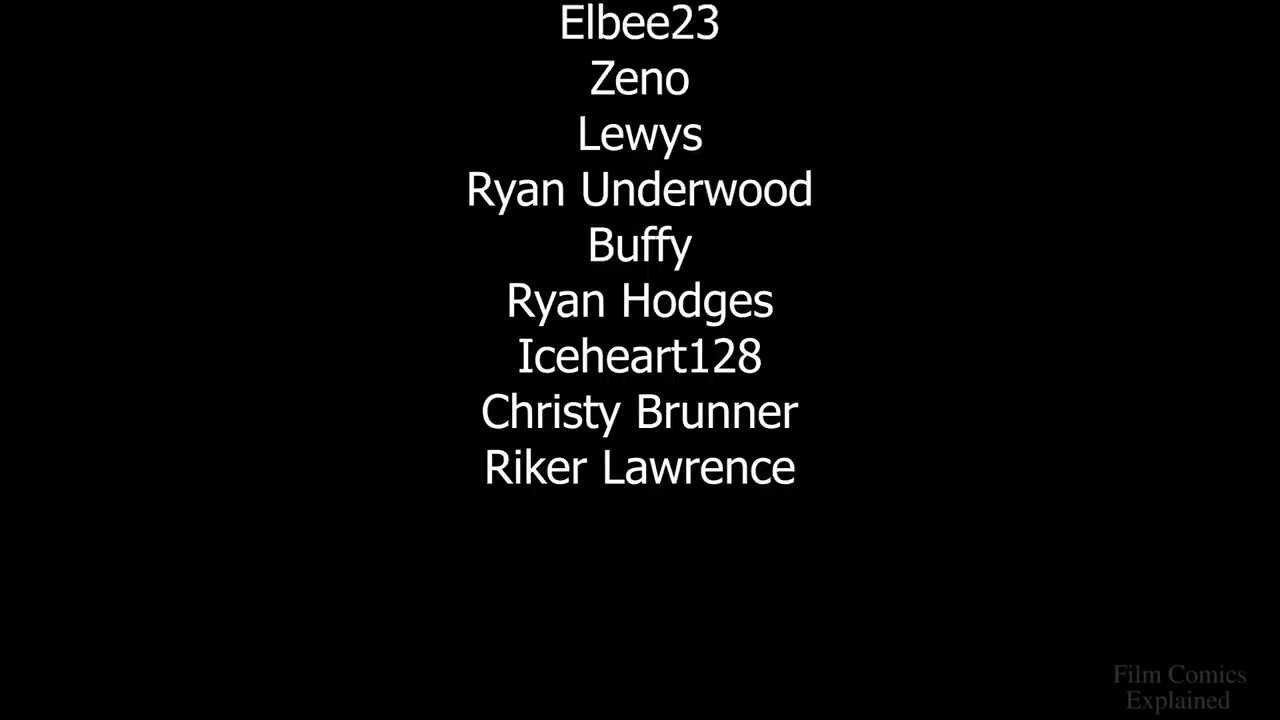 Elbee23
Zeno
Lewys
Ryan Underwood
Buffy
Ryan Hodges
Iceheart128
Christy Brunner
Riker Lawrence
Film Comics
Explained